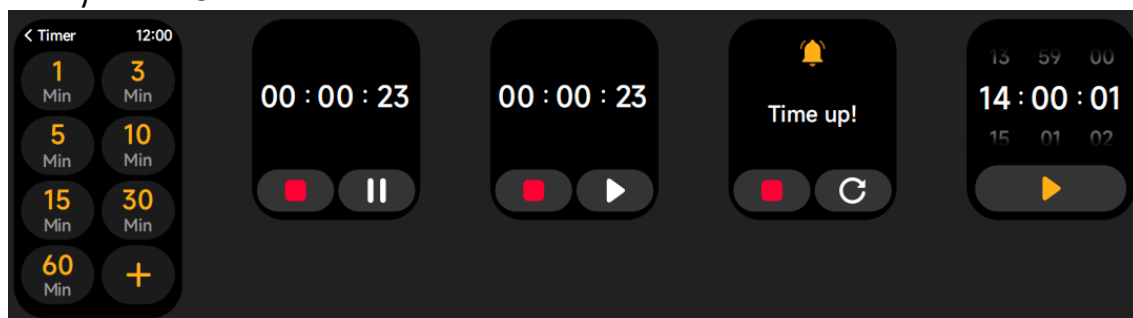 < Timer 12:00
1 Min 3 Min
5 Min 10 Min
15 Min 30 Min
60 Min +
00 : 00 : 23
00 : 00 : 23
Time up!
13 59 00
14 : 00 : 01
15 01 02